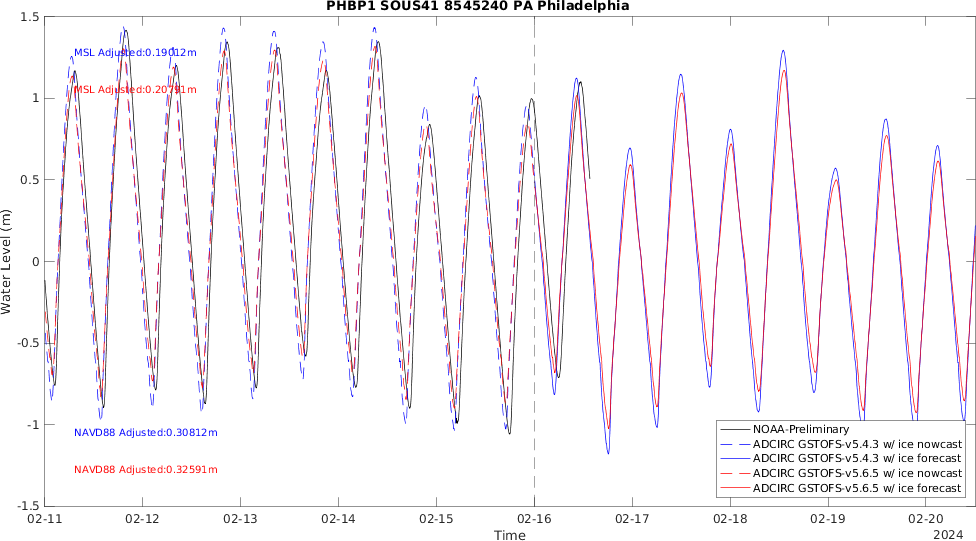 PHBP1 SOUS41 8545240 PA Philadelphia
1.5
1
0.5
0
-0.5
-1
-1.5
Water Level (m)
MSL Adjusted:0.19012m
MSL Adjusted:0.20791m
NAVD88 Adjusted:0.30812m
NAVD88 Adjusted:0.32591m
NOAA-Preliminary
ADCIRC GSTOFS-v5.4.3 w/ ice nowcast
ADCIRC GSTOFS-v5.4.3 w/ ice forecast
ADCIRC GSTOFS-v5.6.5 w/ ice nowcast
ADCIRC GSTOFS-v5.6.5 w/ ice forecast
02-11 02-12 02-13 02-14 02-15 02-16 02-17 02-18 02-19 02-20
Time
2024